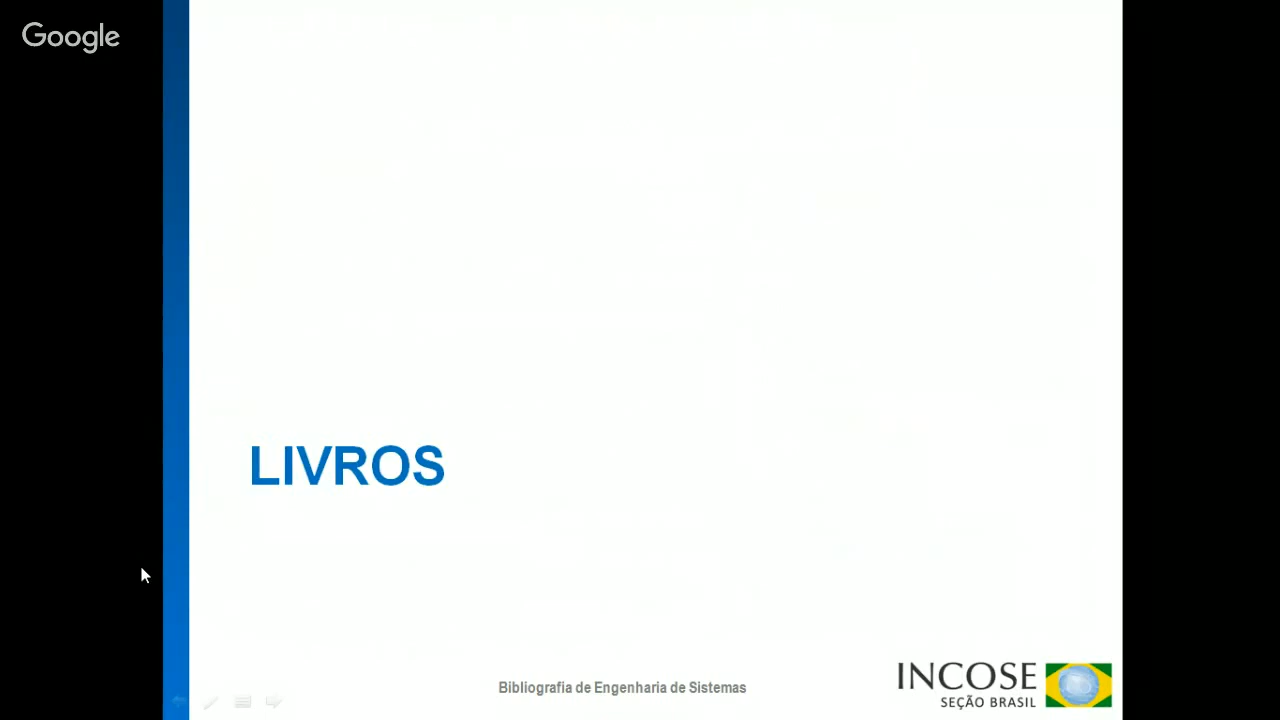 Google
LIVROS
Bibliografia de Engenharia de Sistemas
INCOSE
SEÇÃO BRASIL